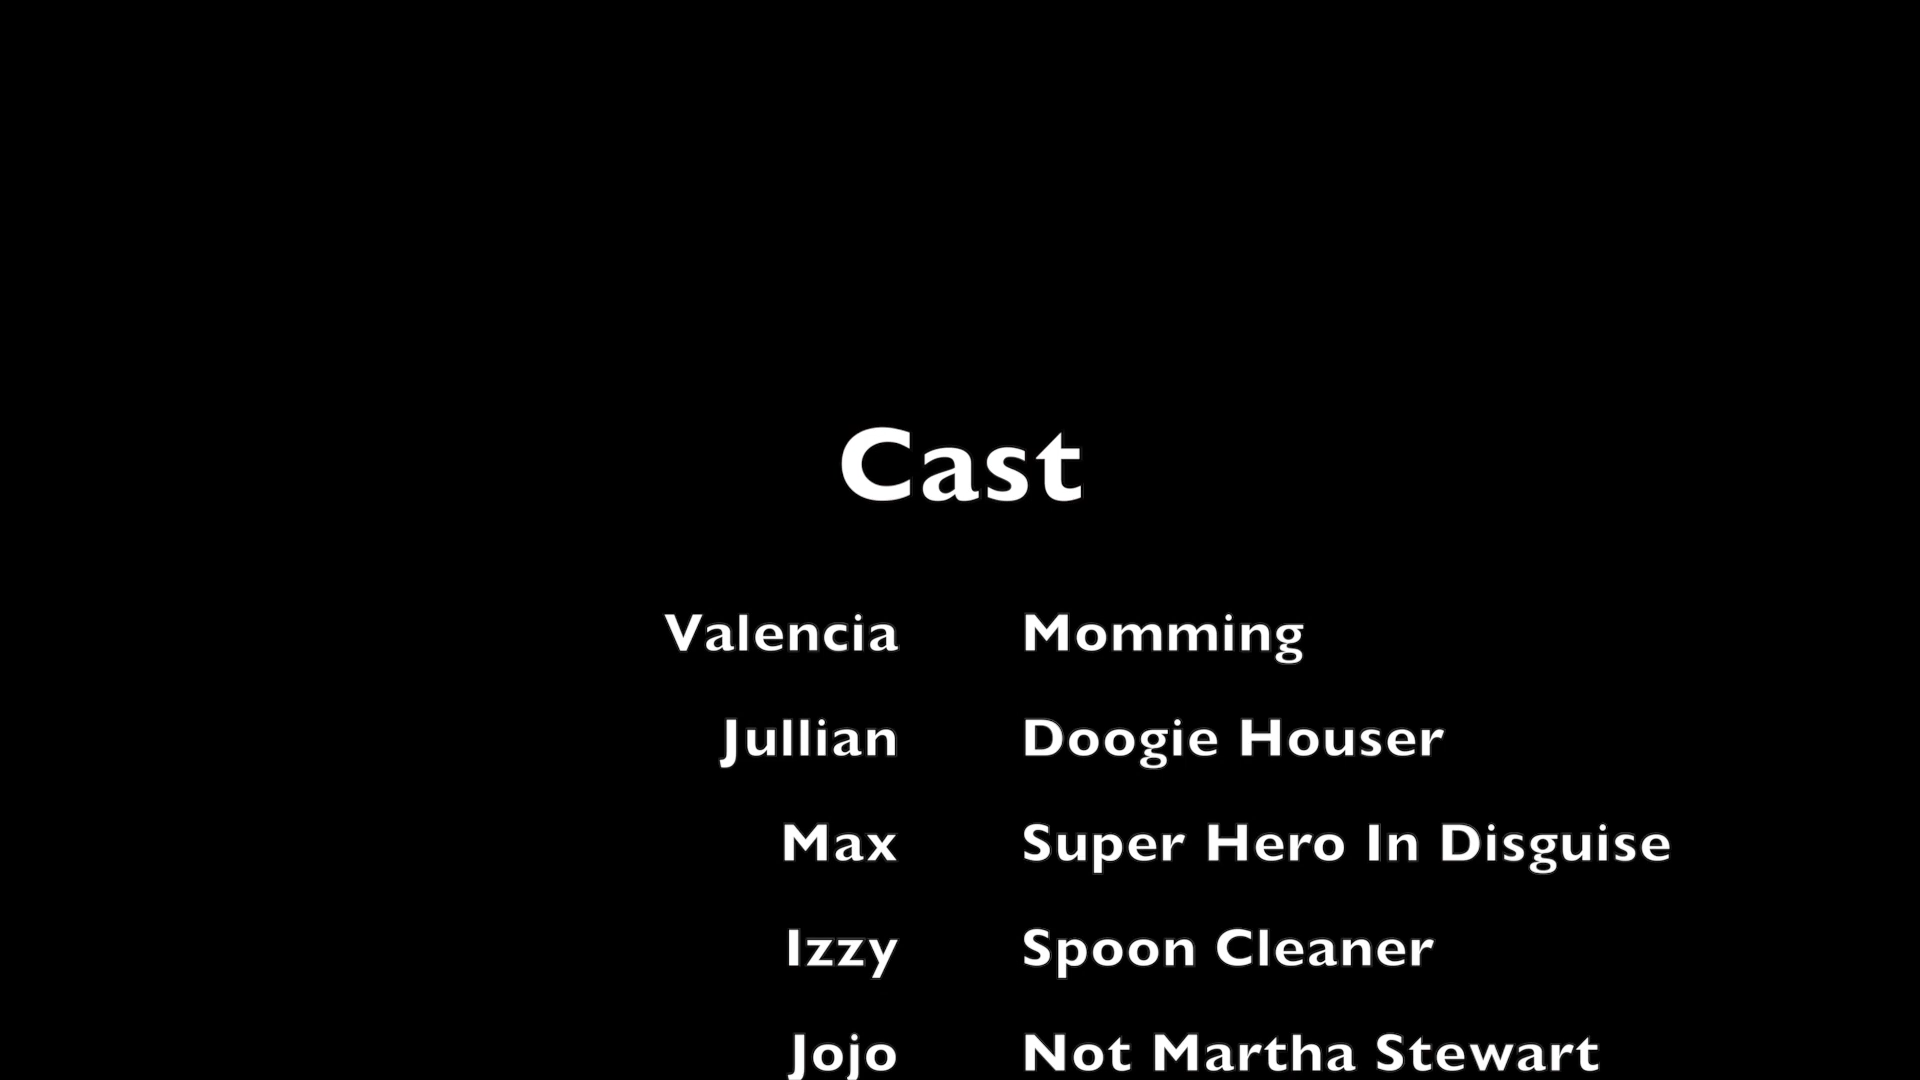 Cast
Valencia Momming
Jullian Doogie Houser
Max Super Hero In Disguise
Izzy Spoon Cleaner
Jojo Not Martha Stewart